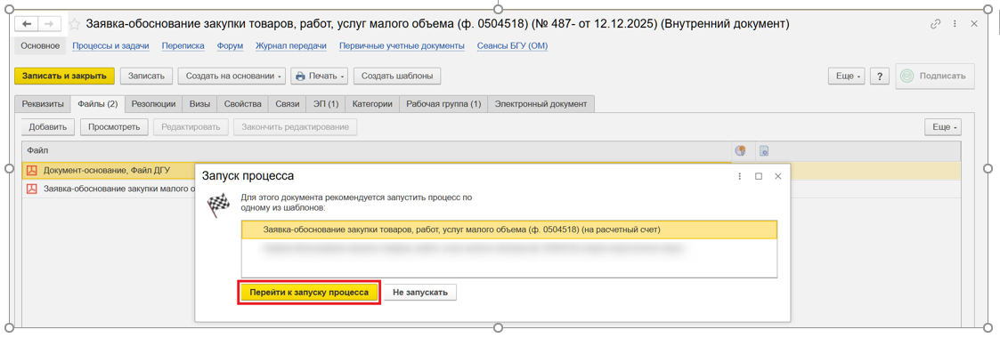 Заявка-обоснование закупки товаров, работ, услуг малого объема (ф. 0504518) (№ 487- от 12.12.2025) (Внутренний документ)
Основное Процессы и задачи Переписка Форум Журнал передачи Первичные учетные документы Сеансы БГУ (ОМ)
Записать и закрыть Записать Создать на основании Печать Создать шаблоны Еще ? Подписать
Реквизиты Файлы (2) Резолюции Визы Свойства Связи ЭП (1) Категории Рабочая группа (1) Электронный документ
Добавить Просмотреть Редактировать Закончить редактирование Еще
Файл
Документ-основание, Файл ДГУ
Заявка-обоснование закупки малого о
Запуск процесса
Для этого документа рекомендуется запустить процесс по
одному из шаблонов:
Заявка-обоснование закупки товаров, работ, услуг малого объема (ф. 0504518) (на расчетный счет)
Перейти к запуску процесса Не запускать